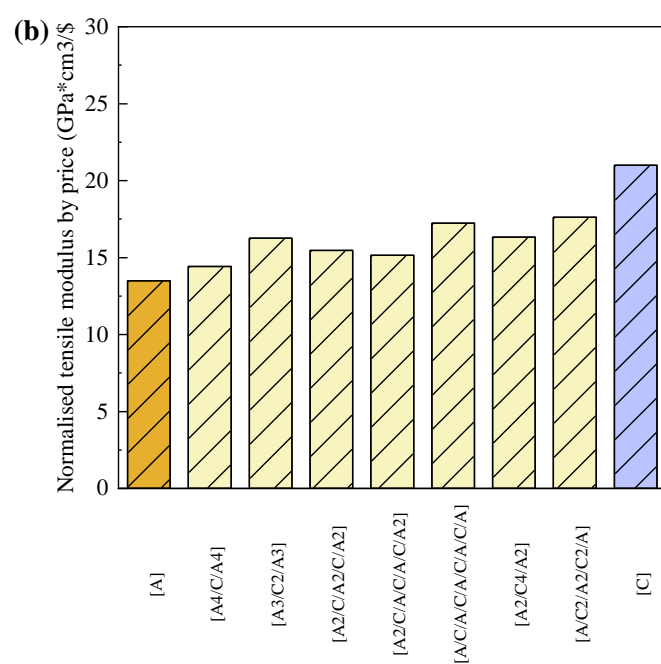 (b)
Normalised tensile modulus by price (GPa*cm3/$
30
25
20
15
10
5
0
[A]
[A4/C/A4]
[A3/C2/A3]
[A2/C/A2/C/A2]
[A2/C/A/C/A/C/A2]
[A/C/A/C/A/C/A/C/A]
[A2/C4/A2]
[A/C2/A2/C2/A]
[C]